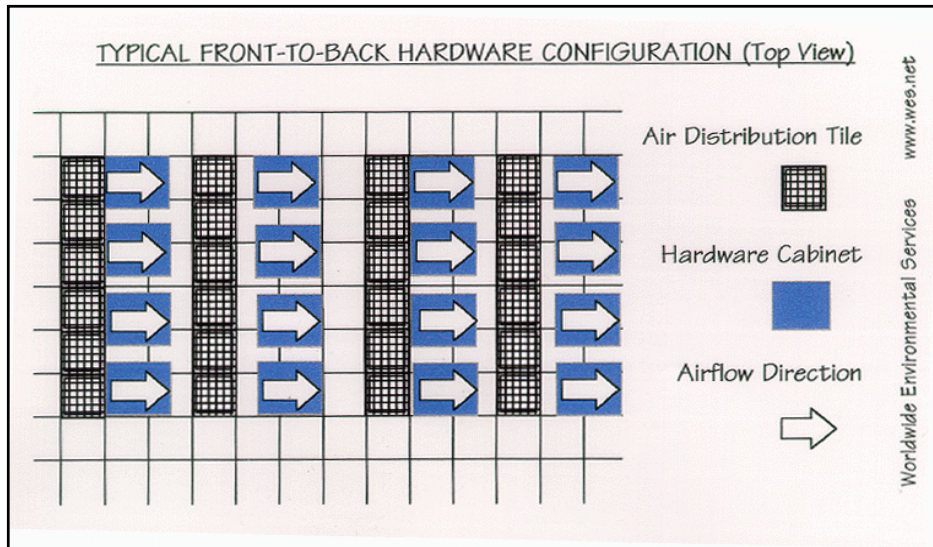 TYPICAL FRONT-TO-BACK HARDWARE CONFIGURATION (Top View)
Air Distribution Tile
Hardware Cabinet
Airflow Direction
Worldwide Environmental Services www.wes.net